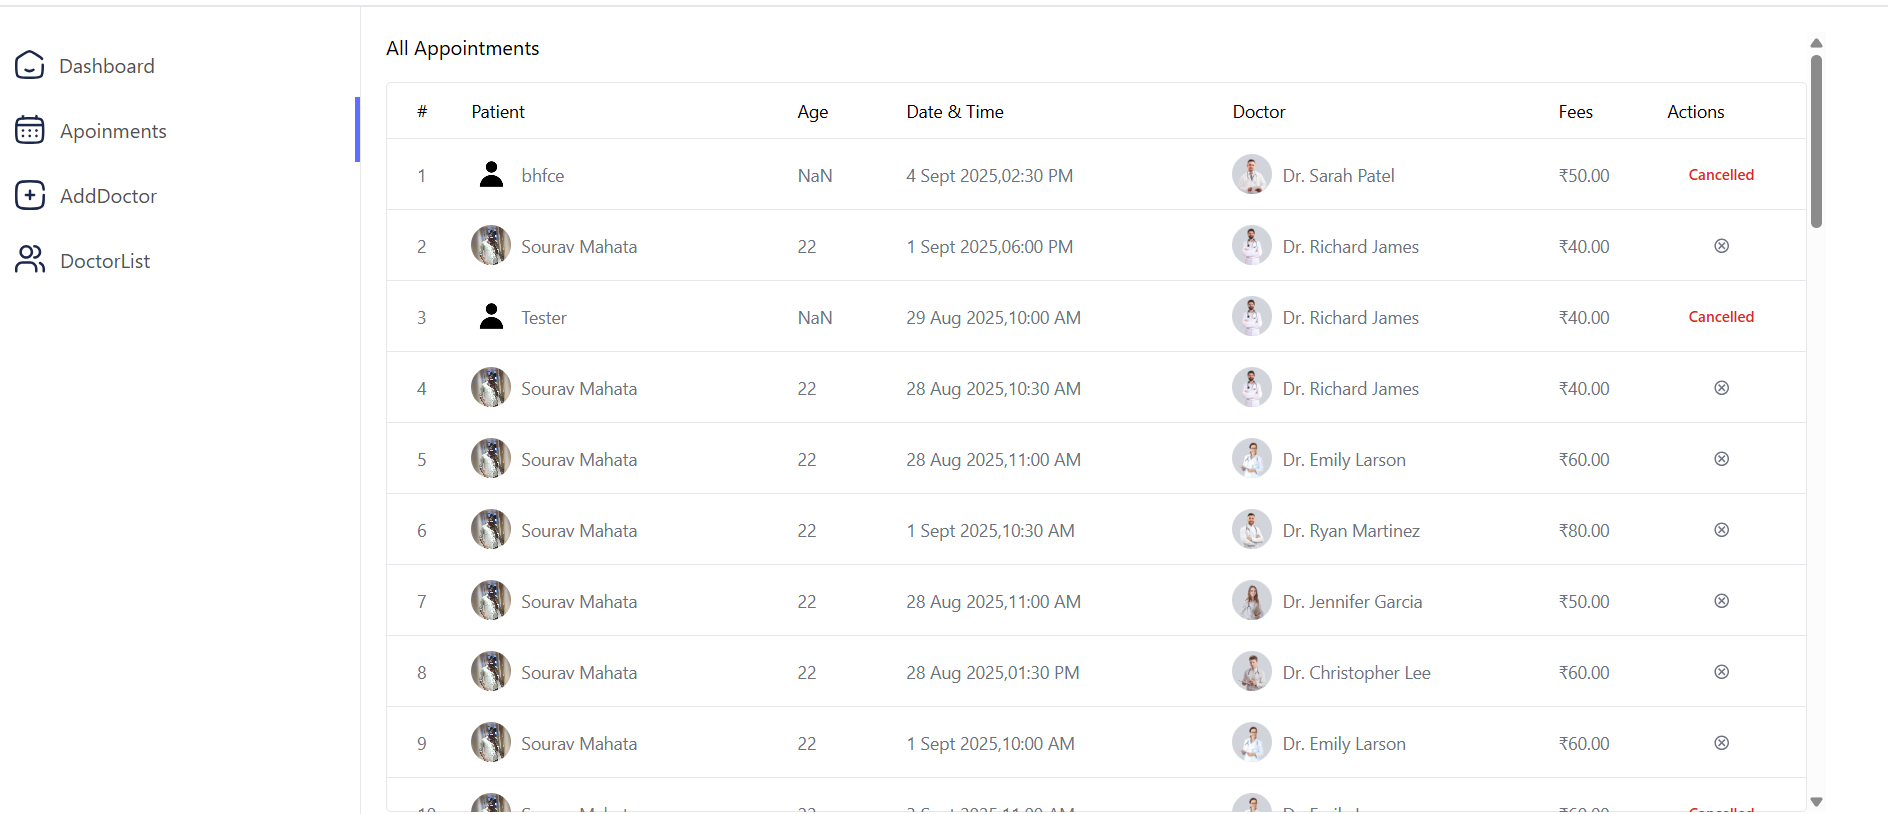 Dashboard
Apoinments
AddDoctor
DoctorList
All Appointments
# Patient Age Date & Time Doctor Fees Actions
1 bhfce NaN 4 Sept 2025,02:30 PM Dr. Sarah Patel ₹50.00 Cancelled
2 Sourav Mahata 22 1 Sept 2025,06:00 PM Dr. Richard James ₹40.00
3 Tester NaN 29 Aug 2025,10:00 AM Dr. Richard James ₹40.00 Cancelled
4 Sourav Mahata 22 28 Aug 2025,10:30 AM Dr. Richard James ₹40.00
5 Sourav Mahata 22 28 Aug 2025,11:00 AM Dr. Emily Larson ₹60.00
6 Sourav Mahata 22 1 Sept 2025,10:30 AM Dr. Ryan Martinez ₹80.00
7 Sourav Mahata 22 28 Aug 2025,11:00 AM Dr. Jennifer Garcia ₹50.00
8 Sourav Mahata 22 28 Aug 2025,01:30 PM Dr. Christopher Lee ₹60.00
9 Sourav Mahata 22 1 Sept 2025,10:00 AM Dr. Emily Larson ₹60.00